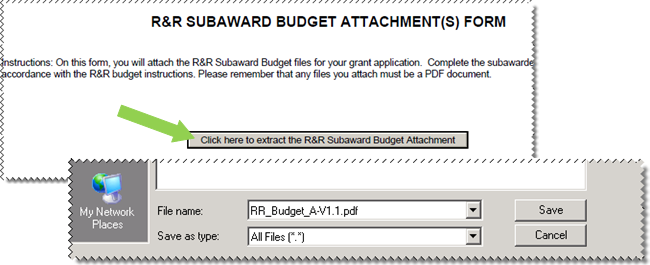 R&R SUBAWARD BUDGET ATTACHMENT(S) FORM
Instructions: On this form, you will attach the R&R Subaward Budget files for your grant application. Complete the subawarde
accordance with the R&R budget instructions. Please remember that any files you attach must be a PDF document.
Click here to extract the R&R Subaward Budget Attachment
My Network
Places
File name:
RR_Budget_A-V1.1.pdf
Save
Save as type:
All Files (*.*)
Cancel